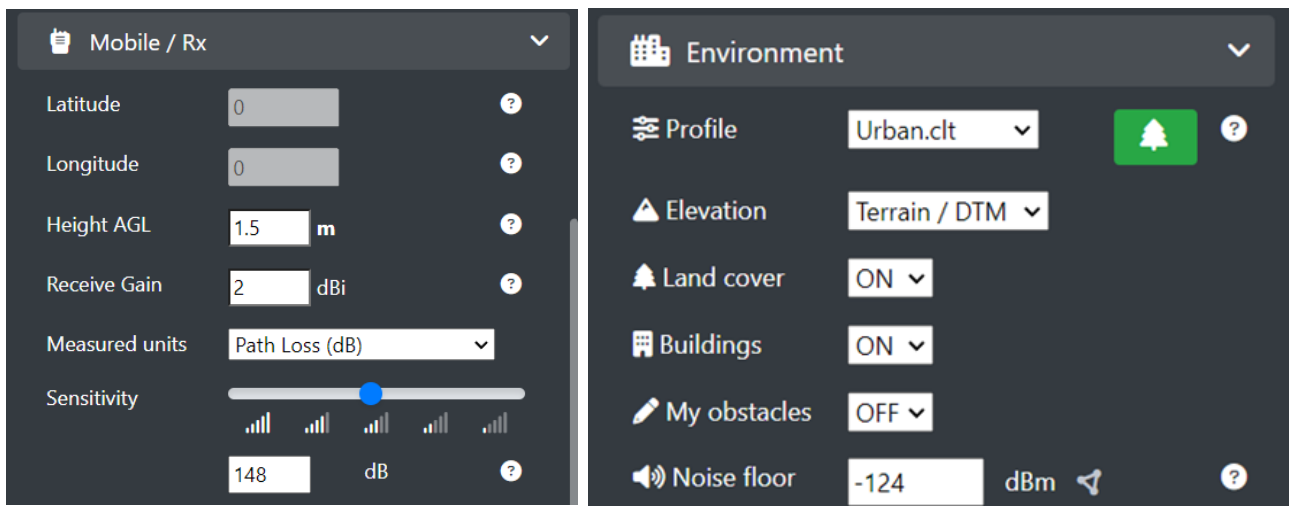 Mobile / Rx
Latitude 0 ?
Longitude 0 ?
Height AGL 1.5 m ?
Receive Gain 2 dBi ?
Measured units Path Loss (dB)
Sensitivity
148 dB ?
Environment
Profile Urban.clt ?
Elevation Terrain / DTM
Land cover ON
Buildings ON
My obstacles OFF
Noise floor -124 dBm ?